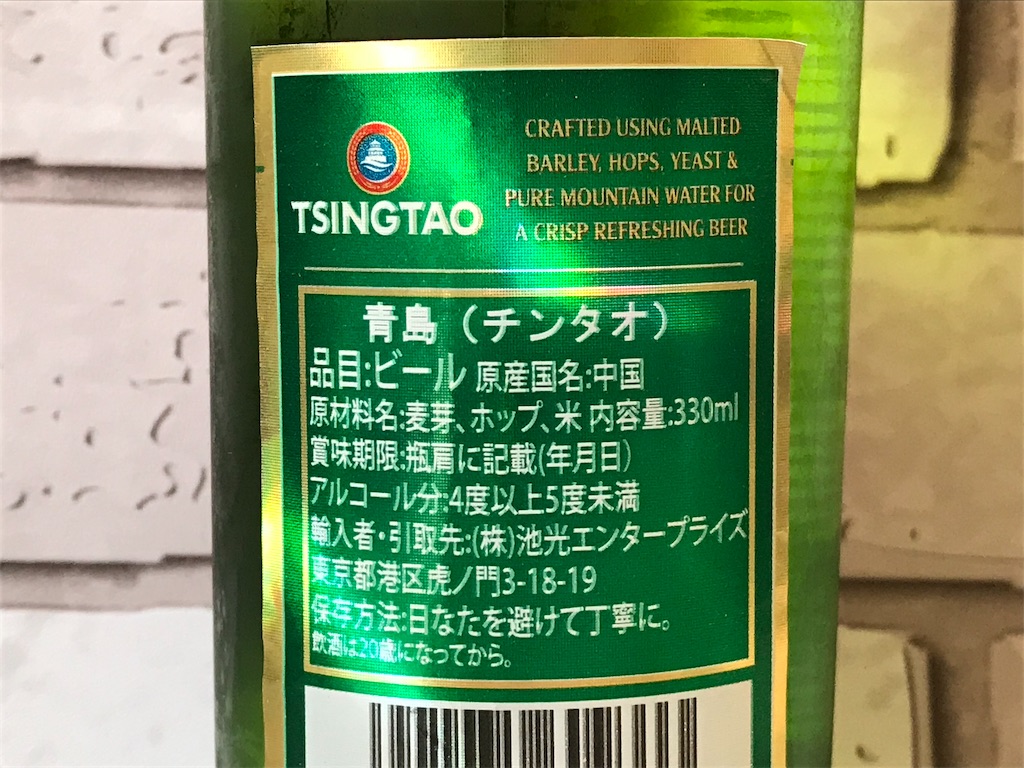 TSINGTAO
CRAFTED USING MALTED
BARLEY, HOPS, YEAST &
PURE MOUNTAIN WATER FOR
A CRISP REFRESHING BEER
青島（チンタオ）
品目:ビール 原産国名:中国
原材料名:麦芽、ホップ、米 内容量:330ml
賞味期限:瓶肩に記載(年月日)
アルコール分:4度以上5度未満
輸入者・引取先:(株)池光エンタープライズ
東京都港区虎ノ門3-18-19
保存方法:日なたを避けて丁寧に。
飲酒は20歳になってから。